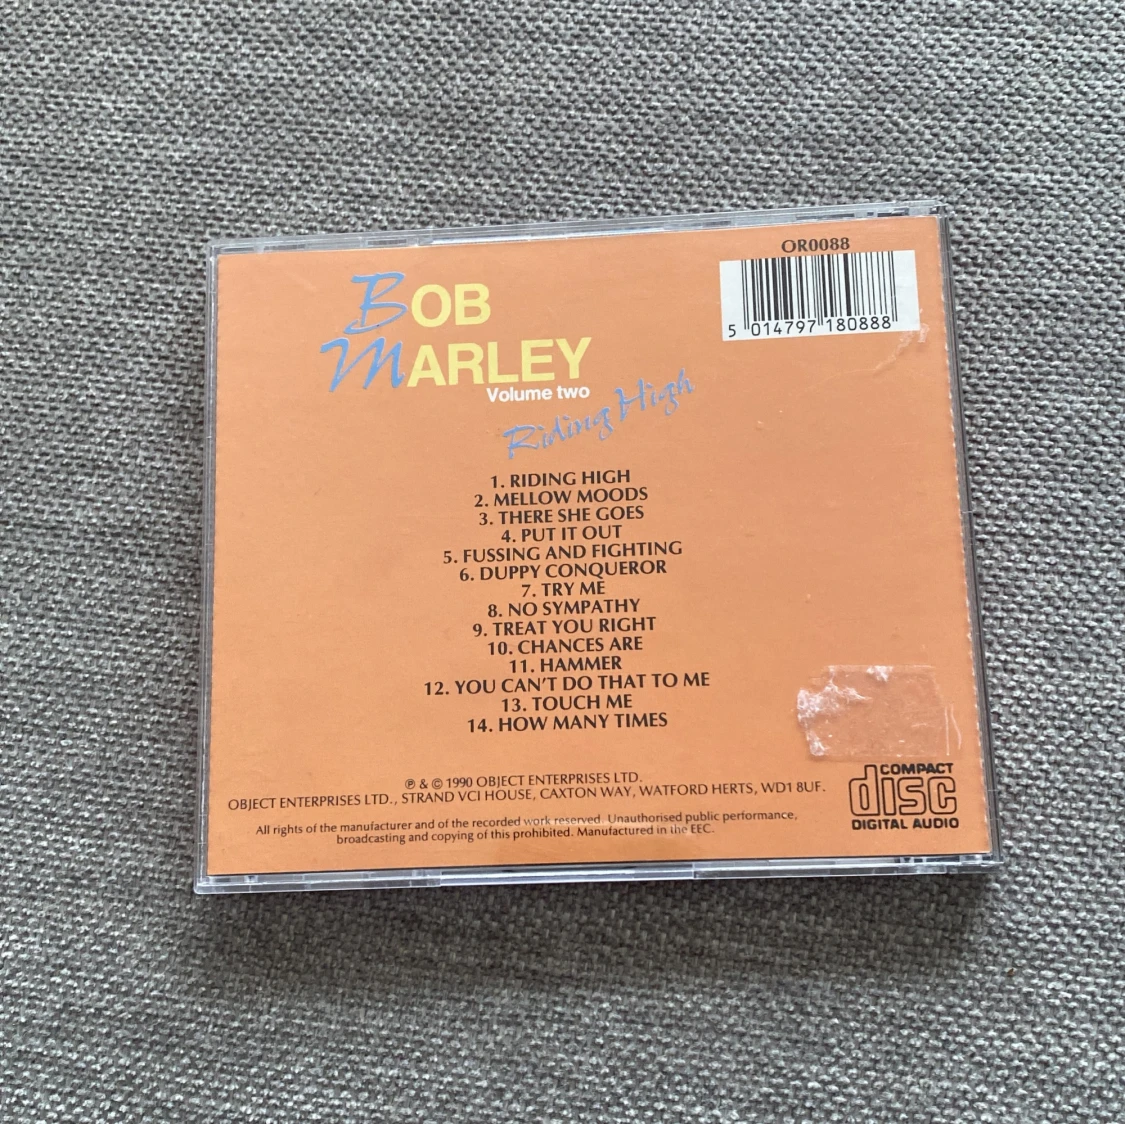 OR0088
5 014797 180888
BOB
MARLEY
Volume two
Riding High
1. RIDING HIGH
2. MELLOW MOODS
3. THERE SHE GOES
4. PUT IT OUT
5. FUSSING AND FIGHTING
6. DUPPY CONQUEROR
7. TRY ME
8. NO SYMPATHY
9. TREAT YOU RIGHT
10. CHANCES ARE
11. HAMMER
12. YOU CAN'T DO THAT TO ME
13. TOUCH ME
14. HOW MANY TIMES
℗ & © 1990 OBJECT ENTERPRISES LTD.
OBJECT ENTERPRISES LTD., STRAND VCI HOUSE, CAXTON WAY, WATFORD HERTS, WD1 8UF.
All rights of the manufacturer and of the recorded work reserved. Unauthorised public performance,
broadcasting and copying of this prohibited. Manufactured in the EEC.
COMPACT
disc
DIGITAL AUDIO